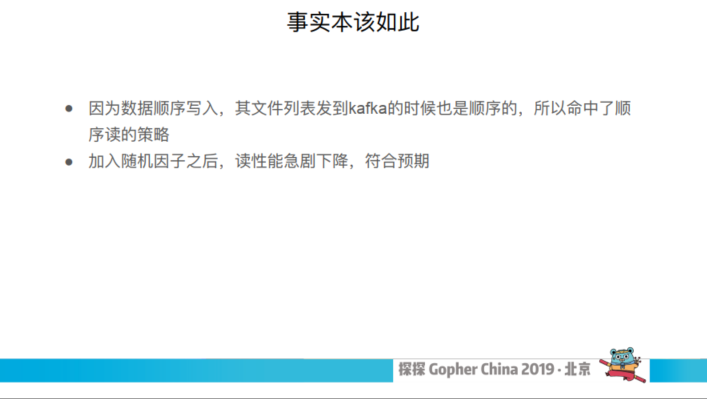 事实本该如此
● 因为数据顺序写入，其文件列表发到kafka的时候也是顺序的，所以命中了顺
序读的策略
● 加入随机因子之后，读性能急剧下降，符合预期
探探 Gopher China 2019 · 北京